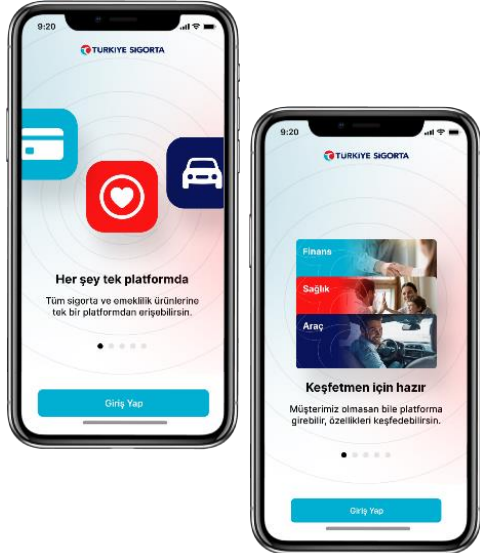 9:20
TÜRKİYE SİGORTA
Her şey tek platformda
Tüm sigorta ve emeklilik ürünlerine
tek bir platformdan erişebilirsin.
Giriş Yap
9:20
TÜRKİYE SİGORTA
Finans
Sağlık
Araç
Keşfetmen için hazır
Müşterimiz olmasan bile platforma
girebilir, özellikleri keşfedebilirsin.
Giriş Yap